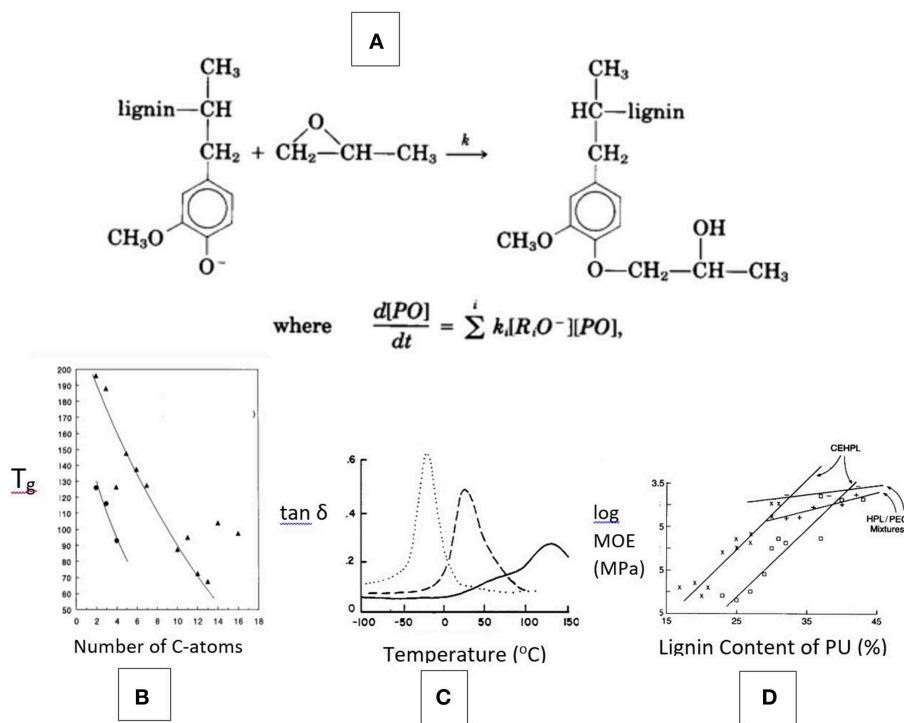 A
CH₃
lignin—CH
CH₂ + CH₂—CH—CH₃
O
k
CH₃O
O⁻
CH₃
HC—lignin
CH₂
CH₃O
OH
O—CH₂—CH—CH₃
where d[PO]/dt = i∑ kᵢ[RᵢO⁻][PO],
200
190
180
170
160
150
140
130
120
110
100
90
80
70
60
50
)
Tg
0 2 4 6 8 10 12 14 16 18
Number of C-atoms
B
tan δ
.6
.4
.2
0
-100 -50 0 50 100 150
Temperature (°C)
C
log
MOE
(MPa)
3.5
5
5
CEHPL
HPL/PEG
Mixtures
15 25 35 45
Lignin Content of PU (%)
D